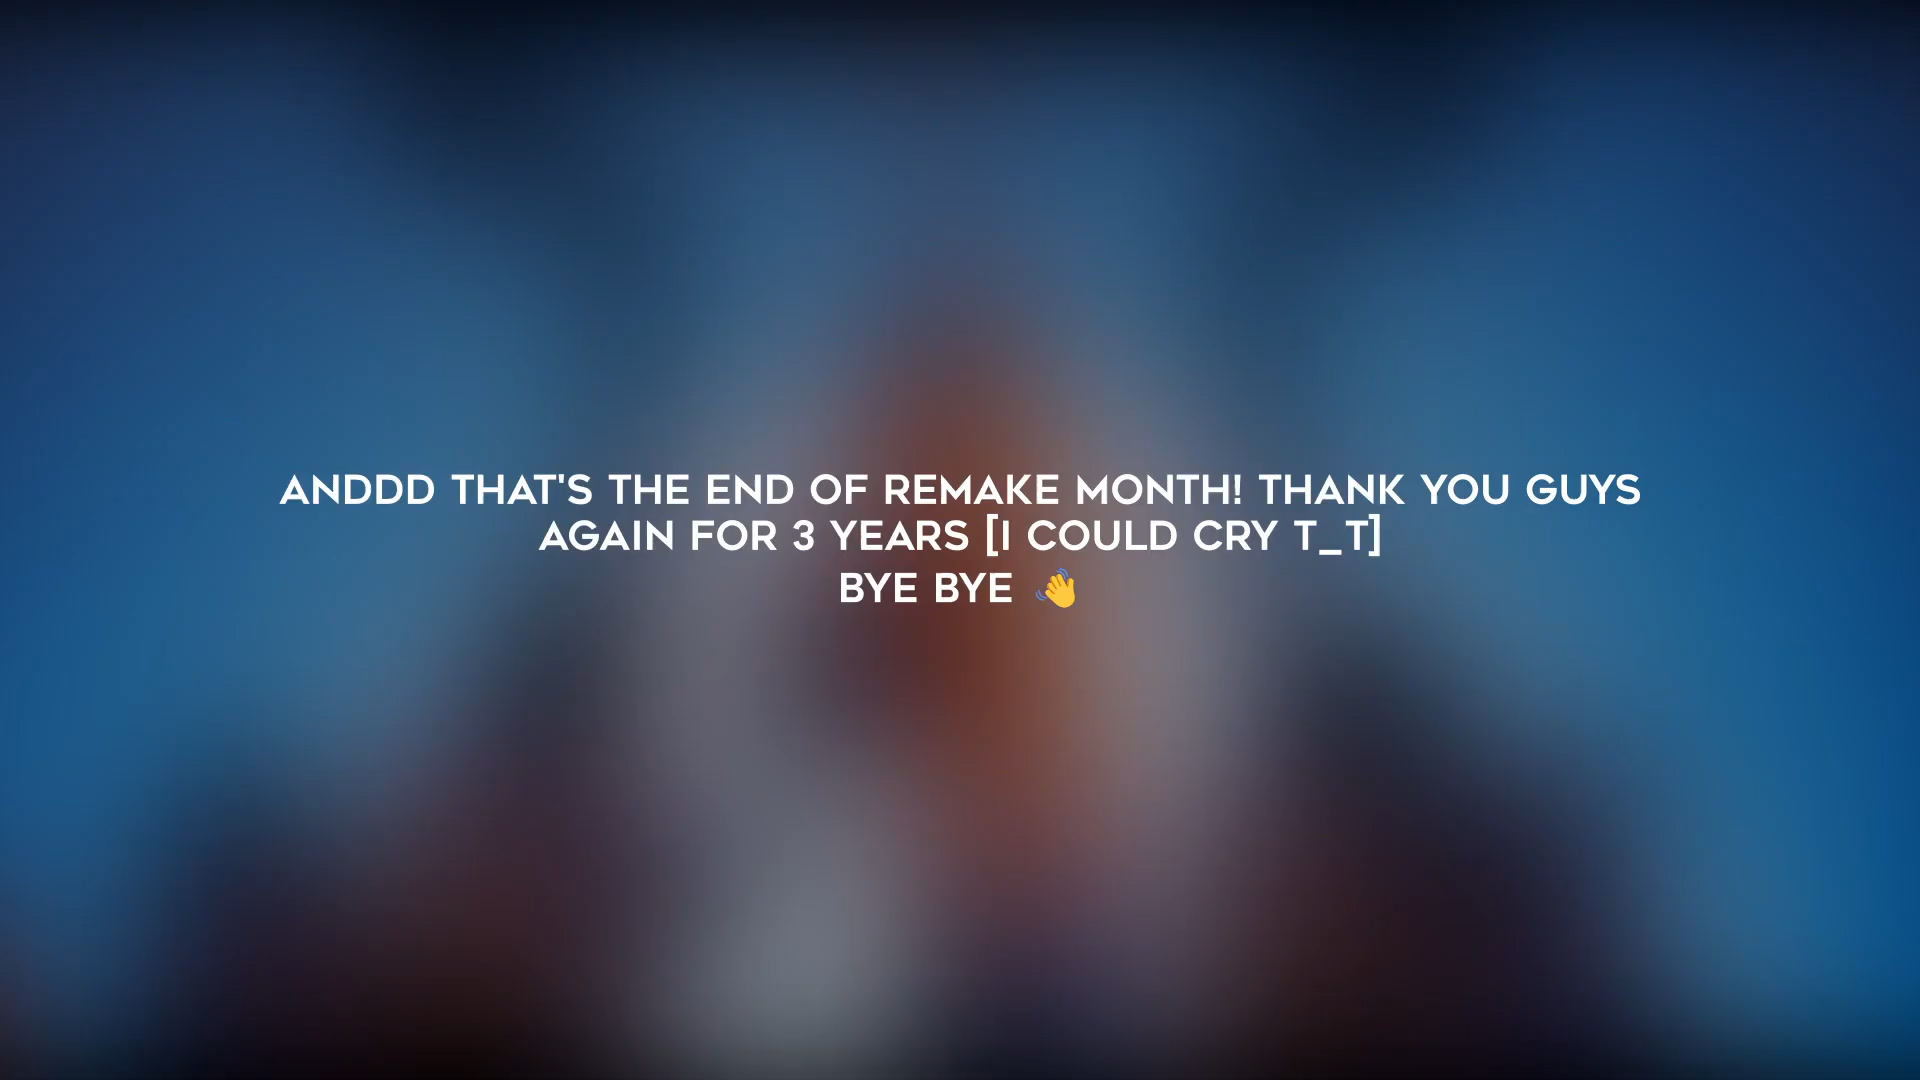 ANDDD THAT'S THE END OF REMAKE MONTH! THANK YOU GUYS
AGAIN FOR 3 YEARS [I COULD CRY T_T]
BYE BYE 👋